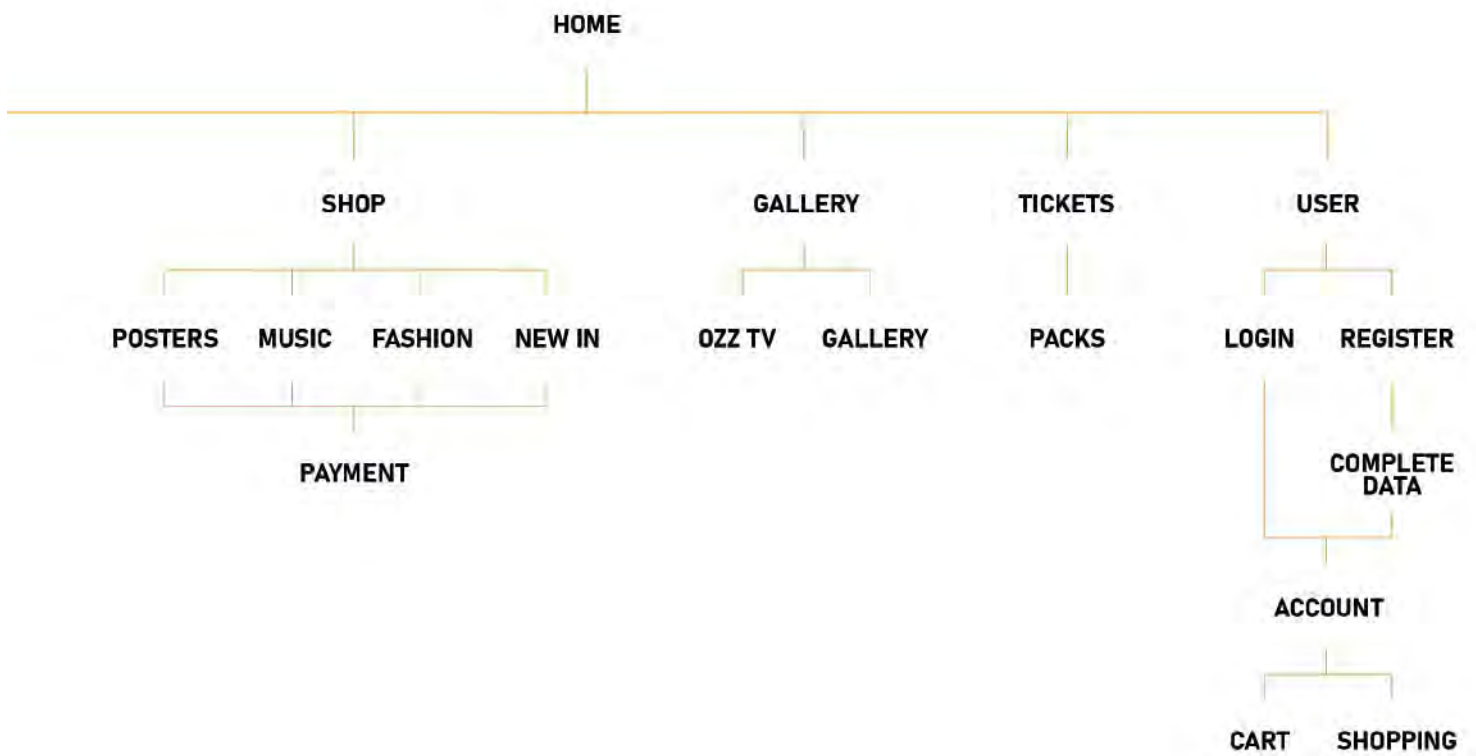 HOME
SHOP GALLERY TICKETS USER
POSTERS MUSIC FASHION NEW IN OZZ TV GALLERY PACKS LOGIN REGISTER
PAYMENT
COMPLETE
DATA
ACCOUNT
CART SHOPPING